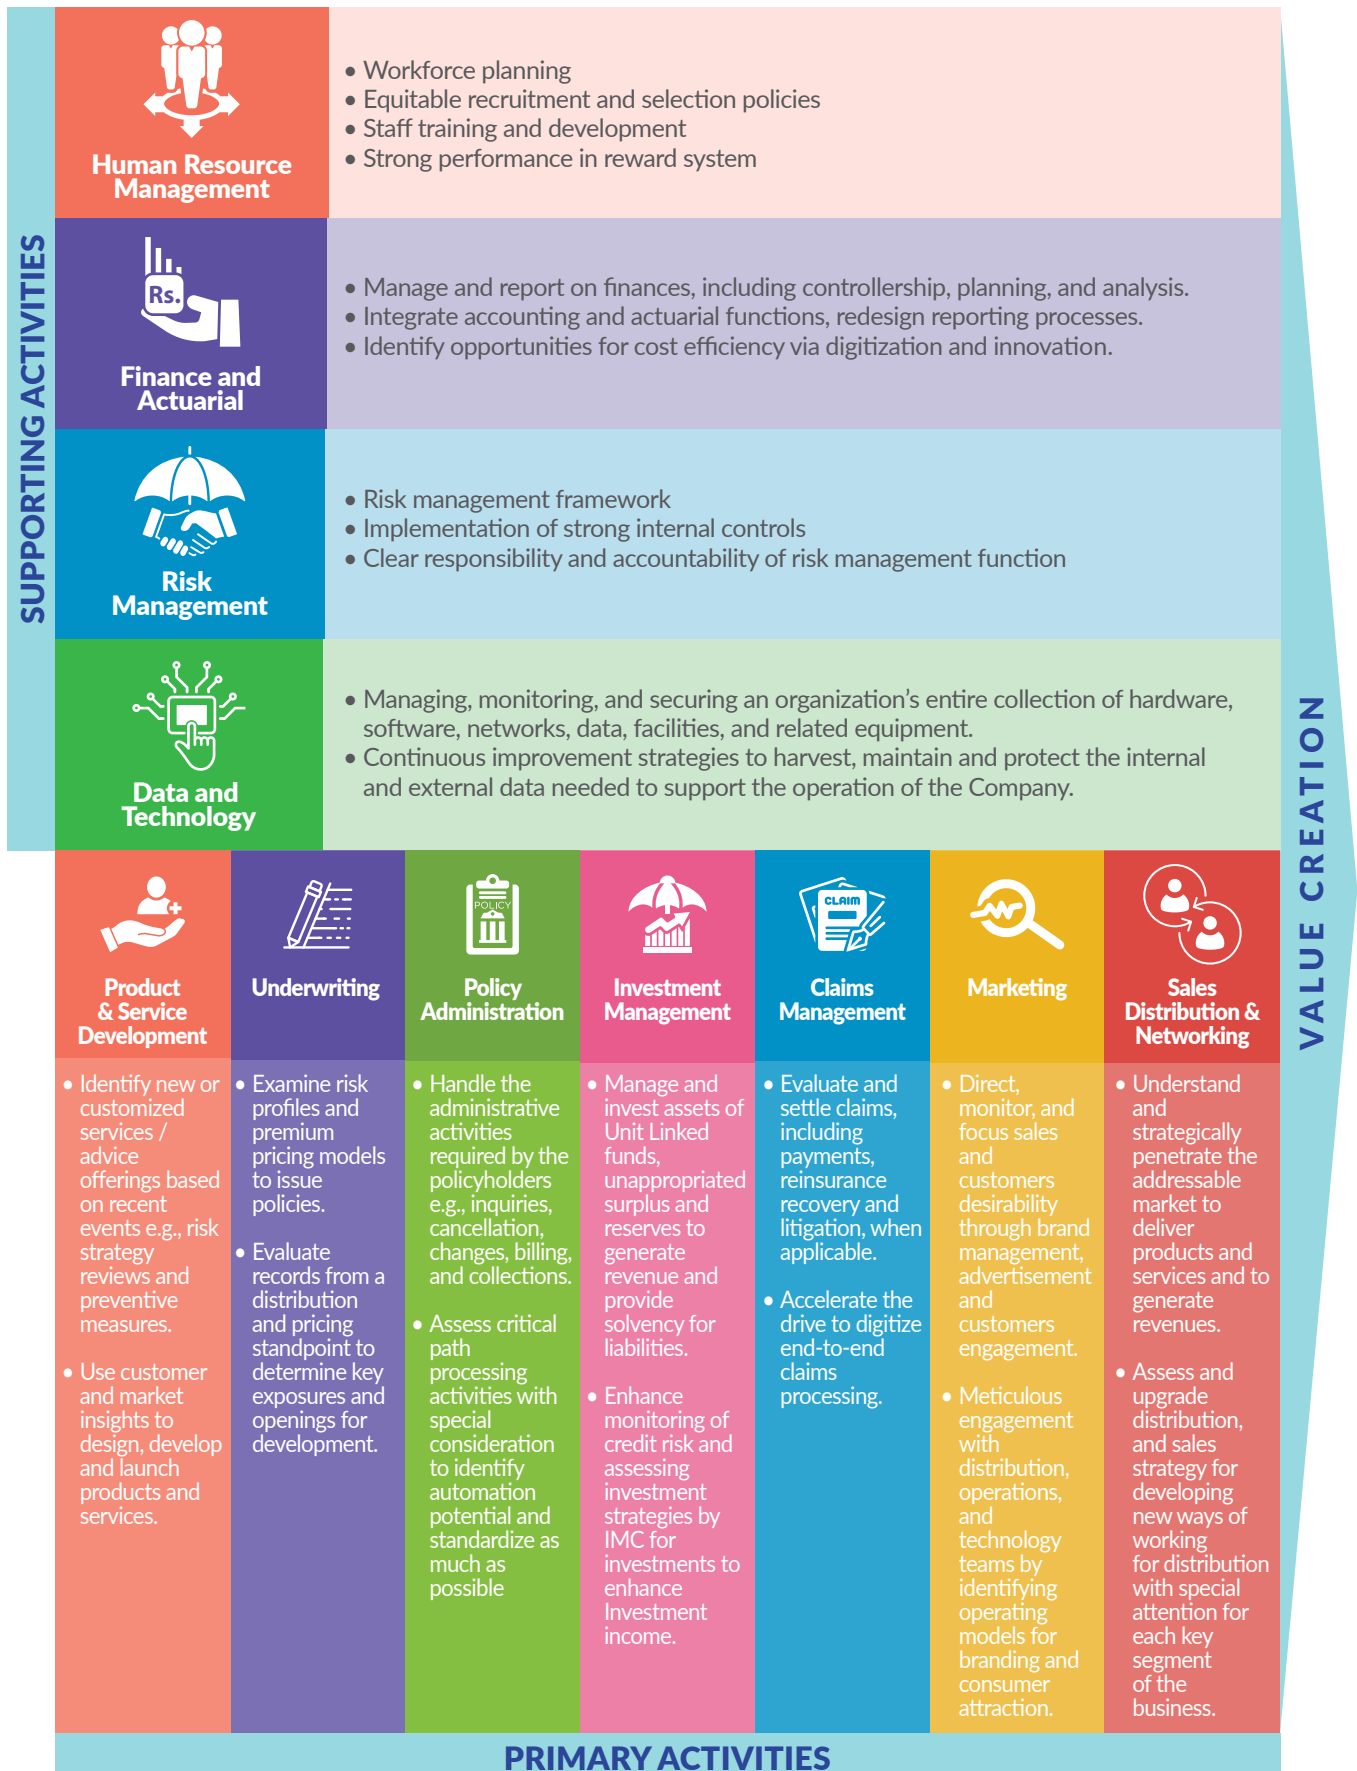 SUPPORTING ACTIVITIES
Human Resource
Management
• Workforce planning
• Equitable recruitment and selection policies
• Staff training and development
• Strong performance in reward system
Rs.
Finance and
Actuarial
• Manage and report on finances, including controllership, planning, and analysis.
• Integrate accounting and actuarial functions, redesign reporting processes.
• Identify opportunities for cost efficiency via digitization and innovation.
Risk
Management
• Risk management framework
• Implementation of strong internal controls
• Clear responsibility and accountability of risk management function
Data and
Technology
• Managing, monitoring, and securing an organization’s entire collection of hardware,
software, networks, data, facilities, and related equipment.
• Continuous improvement strategies to harvest, maintain and protect the internal
and external data needed to support the operation of the Company.
Product
& Service
Development
• Identify new or
customized
services /
advice
offerings based
on recent
events e.g., risk
strategy
reviews and
preventive
measures.
• Use customer
and market
insights to
design, develop
and launch
products and
services.
Underwriting
• Examine risk
profiles and
premium
pricing models
to issue
policies.
• Evaluate
records from a
distribution
and pricing
standpoint to
determine key
exposures and
openings for
development.
POLICY
Policy
Administration
• Handle the
administrative
activities
required by the
policyholders
e.g., inquiries,
cancellation,
changes, billing,
and collections.
• Assess critical
path
processing
activities with
special
consideration
to identify
automation
potential and
standardize as
much as
possible
Investment
Management
• Manage and
invest assets of
Unit Linked
funds,
unappropriated
surplus and
reserves to
generate
revenue and
provide
solvency for
liabilities.
• Enhance
monitoring of
credit risk and
assessing
investment
strategies by
IMC for
investments to
enhance
Investment
income.
CLAIM
Claims
Management
• Evaluate and
settle claims,
including
payments,
reinsurance
recovery and
litigation, when
applicable.
• Accelerate the
drive to digitize
end-to-end
claims
processing.
Marketing
• Direct,
monitor, and
focus sales
and
customers
desirability
through brand
management,
advertisement
and
customers
engagement.
• Meticulous
engagement
with
distribution,
operations,
and
technology
teams by
identifying
operating
models for
branding and
consumer
attraction.
Sales
Distribution &
Networking
• Understand
and
strategically
penetrate the
addressable
market to
deliver
products and
services and to
generate
revenues.
• Assess and
upgrade
distribution,
and sales
strategy for
developing
new ways of
working
for distribution
with special
attention for
each key
segment
of the
business.
VALUE CREATION
PRIMARY ACTIVITIES